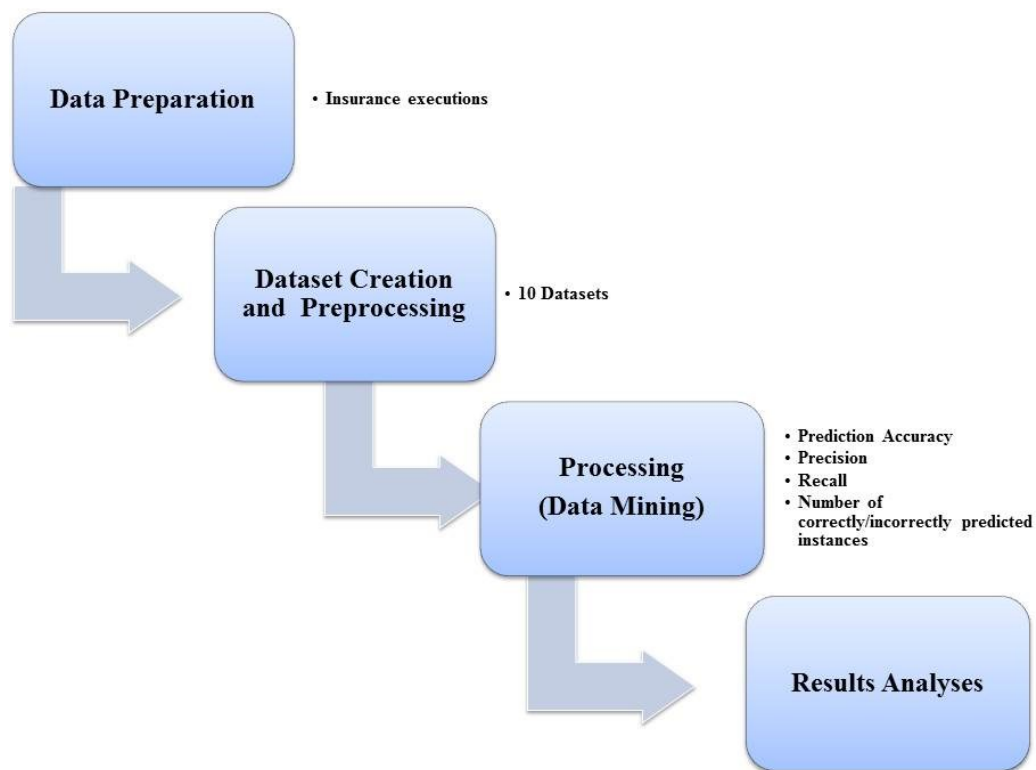 Data Preparation
• Insurance executions
Dataset Creation
and Preprocessing
• 10 Datasets
Processing
(Data Mining)
• Prediction Accuracy
• Precision
• Recall
• Number of
correctly/incorrectly predicted
instances
Results Analyses